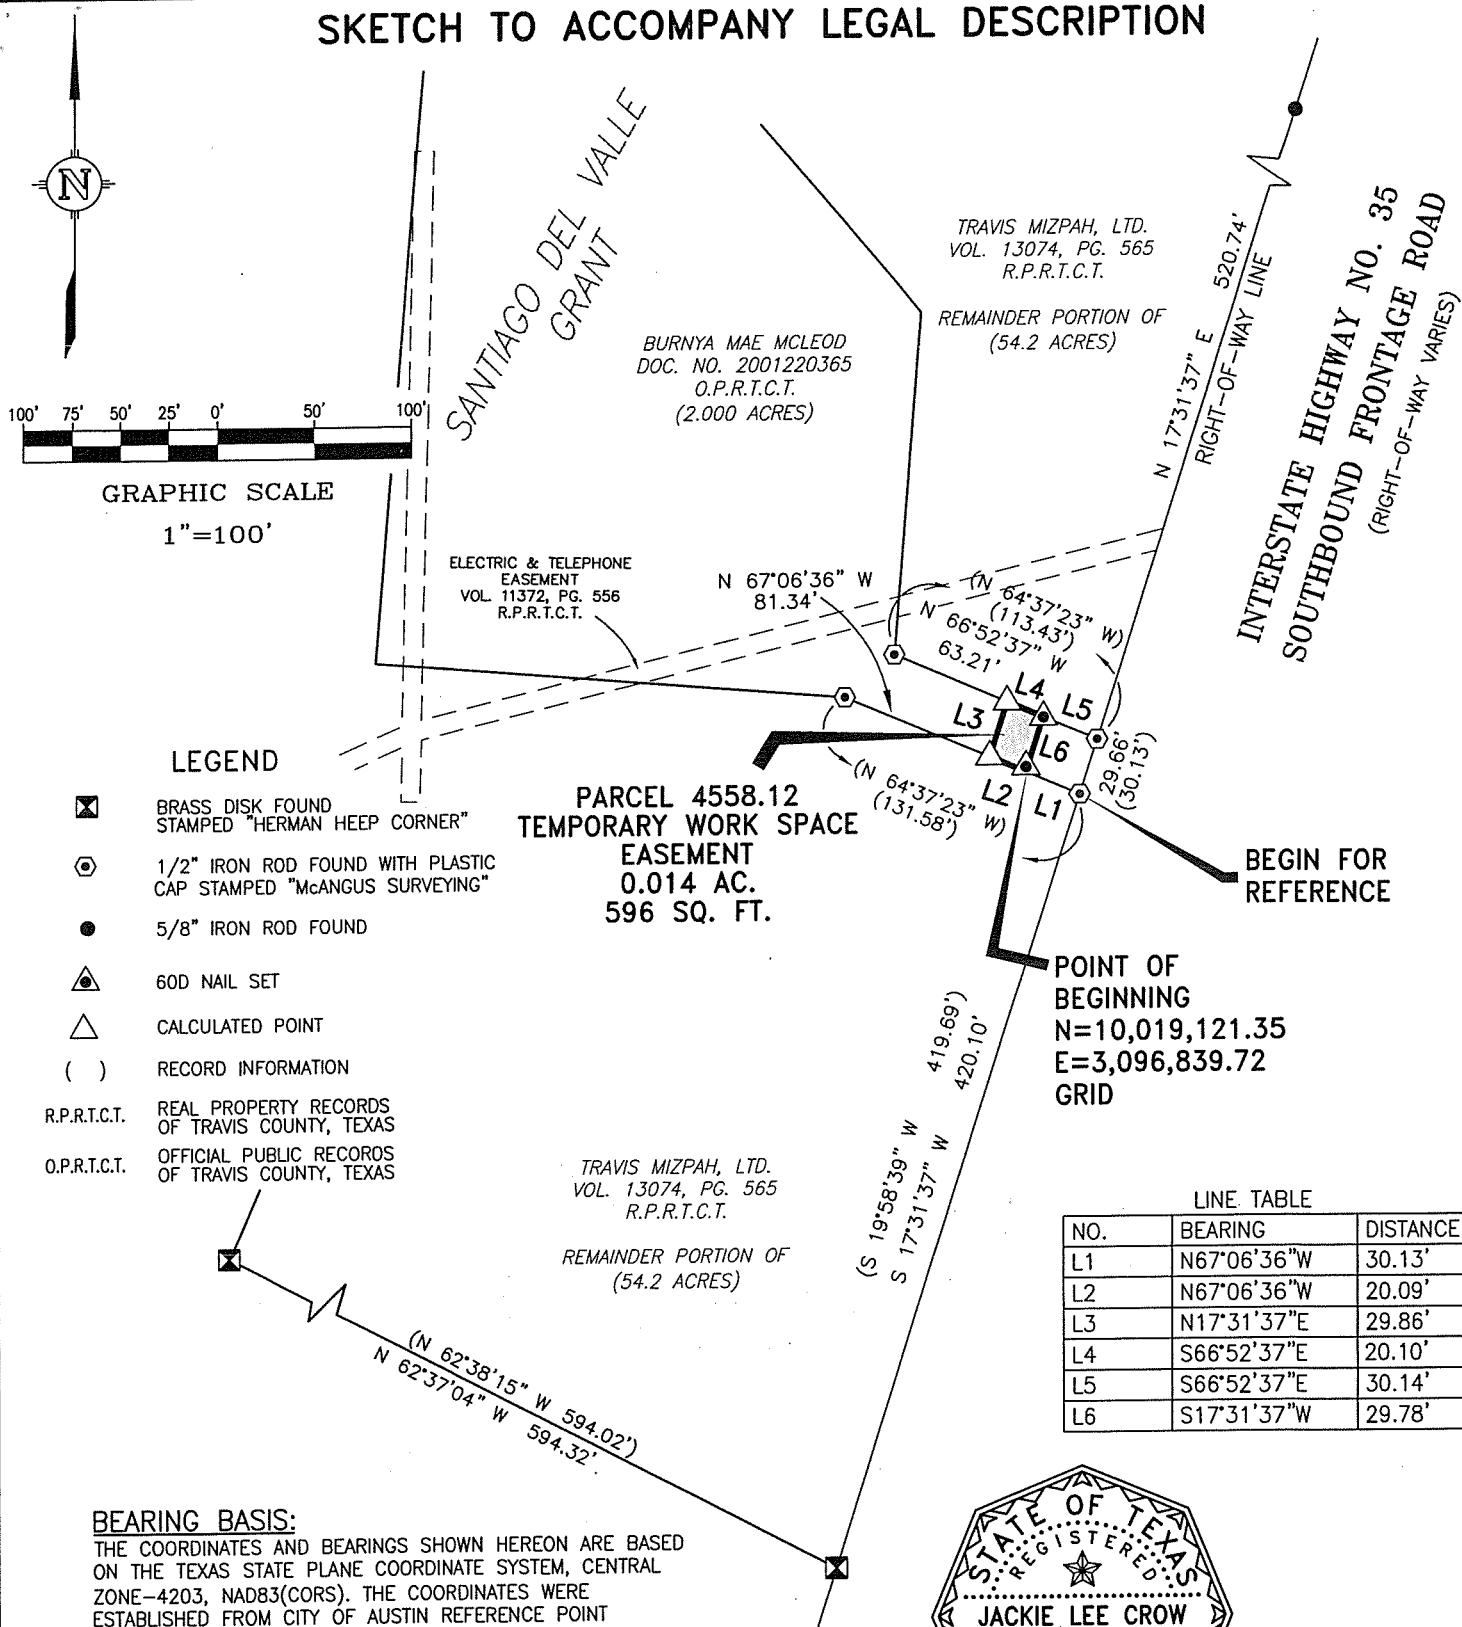 SKETCH TO ACCOMPANY LEGAL DESCRIPTION
N
100' 75' 50' 25' 0' 50' 100'
GRAPHIC SCALE
1"=100'
SANTIAGO DEL VALLE
GRANT
BURNYA MAE MCLEOD
DOC. NO. 2001220365
O.P.R.T.C.T.
(2.000 ACRES)
TRAVIS MIZPAH, LTD.
VOL. 13074, PG. 565
R.P.R.T.C.T.
REMAINDER PORTION OF
(54.2 ACRES)
N 17°31'37" E 520.74'
RIGHT-OF-WAY LINE
INTERSTATE HIGHWAY NO. 35
SOUTHBOUND FRONTAGE ROAD
(RIGHT-OF-WAY VARIES)
ELECTRIC & TELEPHONE
EASEMENT
VOL. 11372, PG. 556
R.P.R.T.C.T.
N 67°06'36" W
81.34'
(N 64°37'23" W)
(113.43')
N 66°52'37" W
63.21'
L4
L5
L3
L6
L2
L1
29.66'
(30.13')
(N 64°37'23" W)
(131.58')
PARCEL 4558.12
TEMPORARY WORK SPACE
EASEMENT
0.014 AC.
596 SQ. FT.
BEGIN FOR
REFERENCE
POINT OF
BEGINNING
N=10,019,121.35
E=3,096,839.72
GRID
LEGEND
BRASS DISK FOUND
STAMPED "HERMAN HEEP CORNER"
1/2" IRON ROD FOUND WITH PLASTIC
CAP STAMPED "McANGUS SURVEYING"
5/8" IRON ROD FOUND
60D NAIL SET
CALCULATED POINT
( ) RECORD INFORMATION
R.P.R.T.C.T. REAL PROPERTY RECORDS
OF TRAVIS COUNTY, TEXAS
O.P.R.T.C.T. OFFICIAL PUBLIC RECOROS
OF TRAVIS COUNTY, TEXAS
(S 19°58'39" W 419.69')
S 17°31'37" W 420.10'
TRAVIS MIZPAH, LTD.
VOL. 13074, PG. 565
R.P.R.T.C.T.
REMAINDER PORTION OF
(54.2 ACRES)
(N 62°38'15" W 594.02')
N 62°37'04" W 594.32'
LINE TABLE
NO. BEARING DISTANCE
L1 N67°06'36"W 30.13'
L2 N67°06'36"W 20.09'
L3 N17°31'37"E 29.86'
L4 S66°52'37"E 20.10'
L5 S66°52'37"E 30.14'
L6 S17°31'37"W 29.78'
BEARING BASIS:
THE COORDINATES AND BEARINGS SHOWN HEREON ARE BASED
ON THE TEXAS STATE PLANE COORDINATE SYSTEM, CENTRAL
ZONE-4203, NAD83(CORS). THE COORDINATES WERE
ESTABLISHED FROM CITY OF AUSTIN REFERENCE POINT
STATE OF TEXAS
REGISTERED
JACKIE LEE CROW